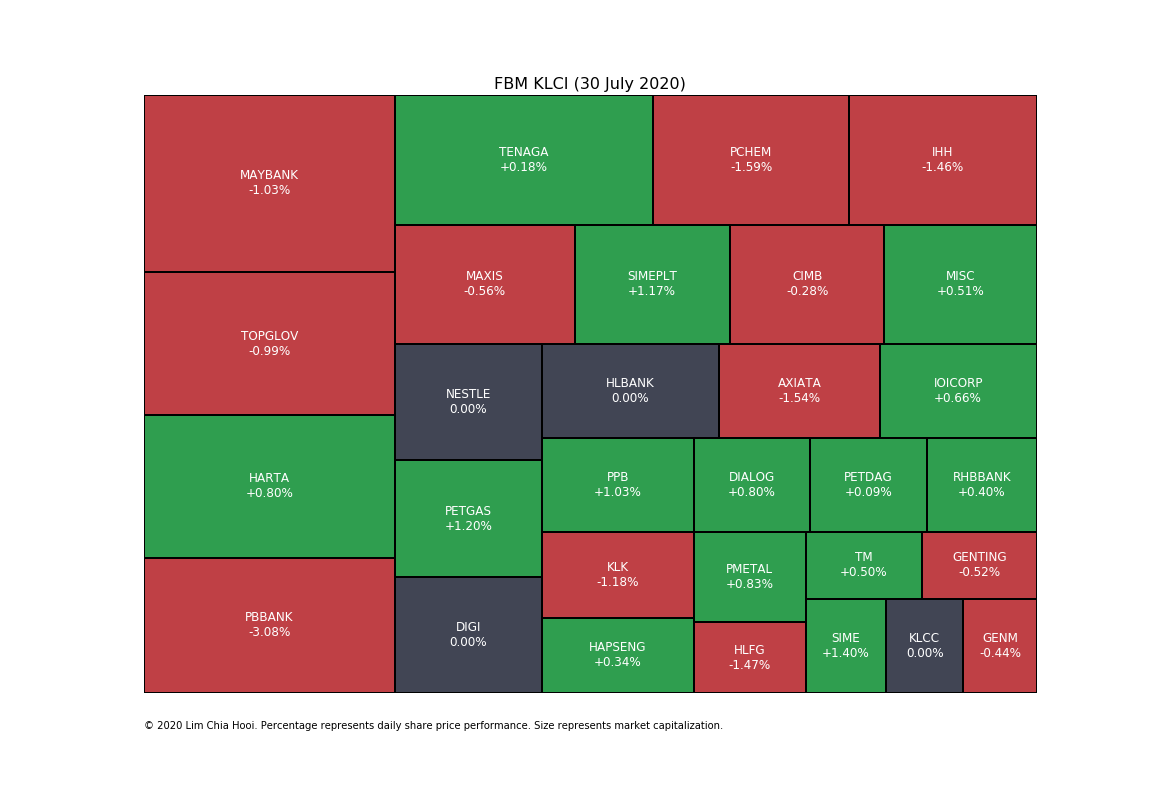 FBM KLCI (30 July 2020)
MAYBANK
-1.03%
TOPGLOV
-0.99%
HARTA
+0.80%
PBBANK
-3.08%
TENAGA
+0.18%
PCHEM
-1.59%
IHH
-1.46%
MAXIS
-0.56%
SIMEPLT
+1.17%
CIMB
-0.28%
MISC
+0.51%
NESTLE
0.00%
PETGAS
+1.20%
DIGI
0.00%
HLBANK
0.00%
AXIATA
-1.54%
IOICORP
+0.66%
PPB
+1.03%
DIALOG
+0.80%
PETDAG
+0.09%
RHBBANK
+0.40%
KLK
-1.18%
HAPSENG
+0.34%
PMETAL
+0.83%
HLFG
-1.47%
TM
+0.50%
GENTING
-0.52%
SIME
+1.40%
KLCC
0.00%
GENM
-0.44%
© 2020 Lim Chia Hooi. Percentage represents daily share price performance. Size represents market capitalization.